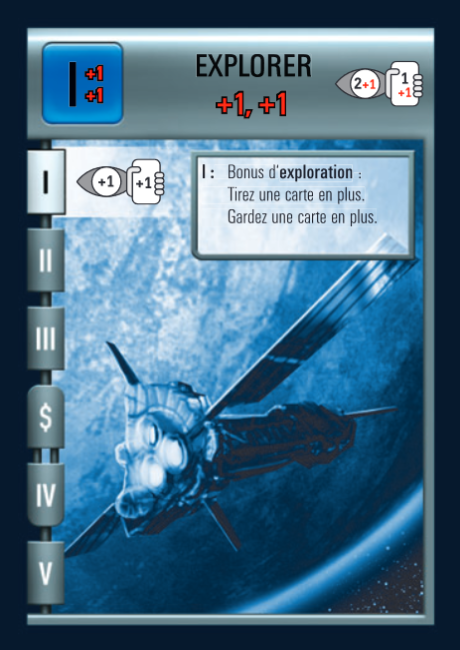 I +1
+1
EXPLORER
+1, +1
2+1 1
+1
I +1 +1
I : Bonus d'exploration :
Tirez une carte en plus.
Gardez une carte en plus.
II
III
$
IV
V